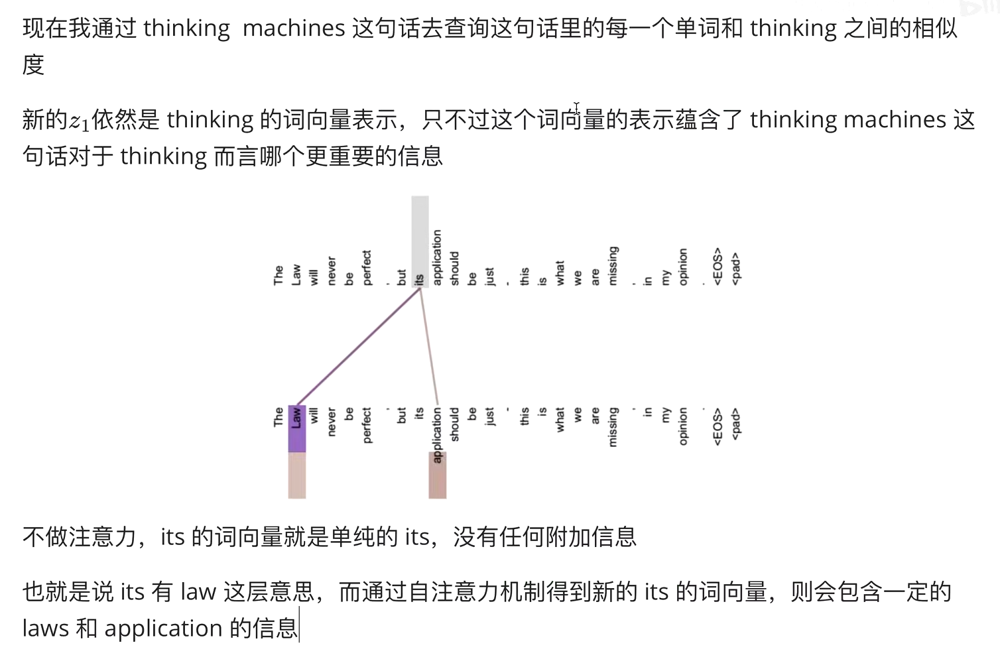 现在我通过 thinking  machines 这句话去查询这句话里的每一个单词和 thinking 之间的相似
度
新的z₁依然是 thinking 的词向量表示，只不过这个词向量的表示蕴含了 thinking machines 这
句话对于 thinking 而言哪个更重要的信息
The Law will never be perfect , but its application should be just - this is what we are missing , in my opinion . <EOS> <pad>
The Law will never be perfect , but its application should be just - this is what we are missing , in my opinion . <EOS> <pad>
不做注意力，its 的词向量就是单纯的 its，没有任何附加信息
也就是说 its 有 law 这层意思，而通过自注意力机制得到新的 its 的词向量，则会包含一定的
laws 和 application 的信息